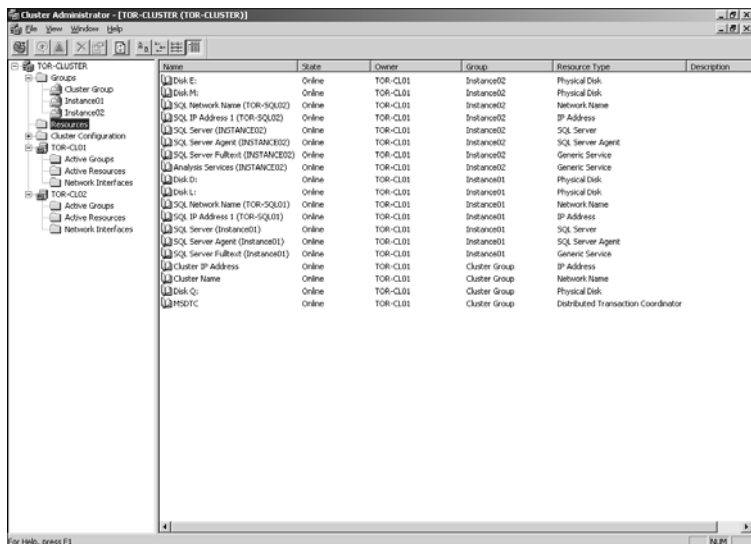 Cluster Administrator - [TOR-CLUSTER (TOR-CLUSTER)]
File View Window Help
TOR-CLUSTER
Groups
Cluster Group
Instance01
Instance02
Resources
Cluster Configuration
TOR-CL01
Active Groups
Active Resources
Network Interfaces
TOR-CL02
Active Groups
Active Resources
Network Interfaces
Name State Owner Group Resource Type Description
Disk E: Online TOR-CL01 Instance02 Physical Disk
Disk M: Online TOR-CL01 Instance02 Physical Disk
SQL Network Name (TOR-SQL02) Online TOR-CL01 Instance02 Network Name
SQL IP Address 1 (TOR-SQL02) Online TOR-CL01 Instance02 IP Address
SQL Server (INSTANCE02) Online TOR-CL01 Instance02 SQL Server
SQL Server Agent (INSTANCE02) Online TOR-CL01 Instance02 SQL Server Agent
SQL Server Fulltext (INSTANCE02) Online TOR-CL01 Instance02 Generic Service
Analysis Services (INSTANCE02) Online TOR-CL01 Instance02 Generic Service
Disk D: Online TOR-CL01 Instance01 Physical Disk
Disk L: Online TOR-CL01 Instance01 Physical Disk
SQL Network Name (TOR-SQL01) Online TOR-CL01 Instance01 Network Name
SQL IP Address 1 (TOR-SQL01) Online TOR-CL01 Instance01 IP Address
SQL Server (Instance01) Online TOR-CL01 Instance01 SQL Server
SQL Server Agent (Instance01) Online TOR-CL01 Instance01 SQL Server Agent
SQL Server Fulltext (Instance01) Online TOR-CL01 Instance01 Generic Service
Cluster IP Address Online TOR-CL01 Cluster Group IP Address
Cluster Name Online TOR-CL01 Cluster Group Network Name
Disk Q: Online TOR-CL01 Cluster Group Physical Disk
MSDTC Online TOR-CL01 Cluster Group Distributed Transaction Coordinator
For Help, press F1 NUM